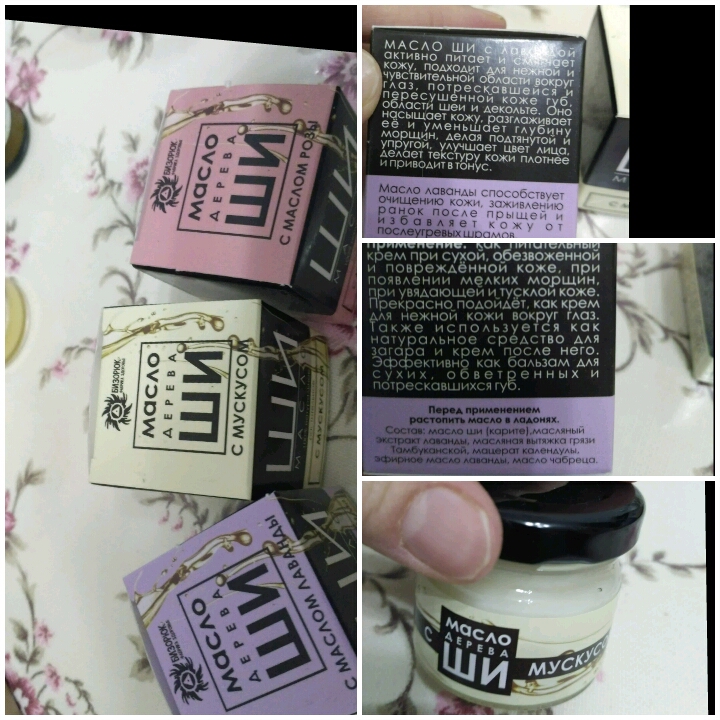 БИЗОРЮК
масло
ДЕРЕВА
ШИ
С МАСЛОМ РОЗЫ
БИЗОРЮК
масло
ДЕРЕВА
ШИ
С МУСКУСОМ
С МУСКУСОМ
БИЗОРЮК
масло
ДЕРЕВА
ШИ
С МАСЛОМ ЛАВАНДЫ
МАСЛО ШИ с лавандой
активно питает и смягчает
кожу, подходит для нежной и
чувствительной области вокруг
глаз, потрескавшейся и
пересушенной коже губ,
области шеи и декольте. Оно
насыщает кожу, разглаживает
её и уменьшает глубину
морщин, делая подтянутой и
упругой, улучшает цвет лица,
делает текстуру кожи плотнее
и приводит в тонус.
Масло лаванды способствует
очищению кожи, заживлению
ранок после прыщей и
избавляет кожу от
послеугревых шрамов
Применение: Как питательный
крем при сухой, обезвоженной
и повреждённой коже, при
появлении мелких морщин,
при увядающей и тусклой коже.
Прекрасно подойдёт, как крем
для нежной кожи вокруг глаз.
Также используется как
натуральное средство для
загара и крем после него.
Эффективно как бальзам для
сухих, обветренных и
потрескавшихся губ.
Перед применением
растопить масло в ладонях.
Состав: масло ши (карите),масляный
экстракт лаванды, масляная вытяжка грязи
Тамбуканской, мацерат календулы,
эфирное масло лаванды, масло чабреца.
С
масло
ДЕРЕВА
ШИ
МУСКУСО